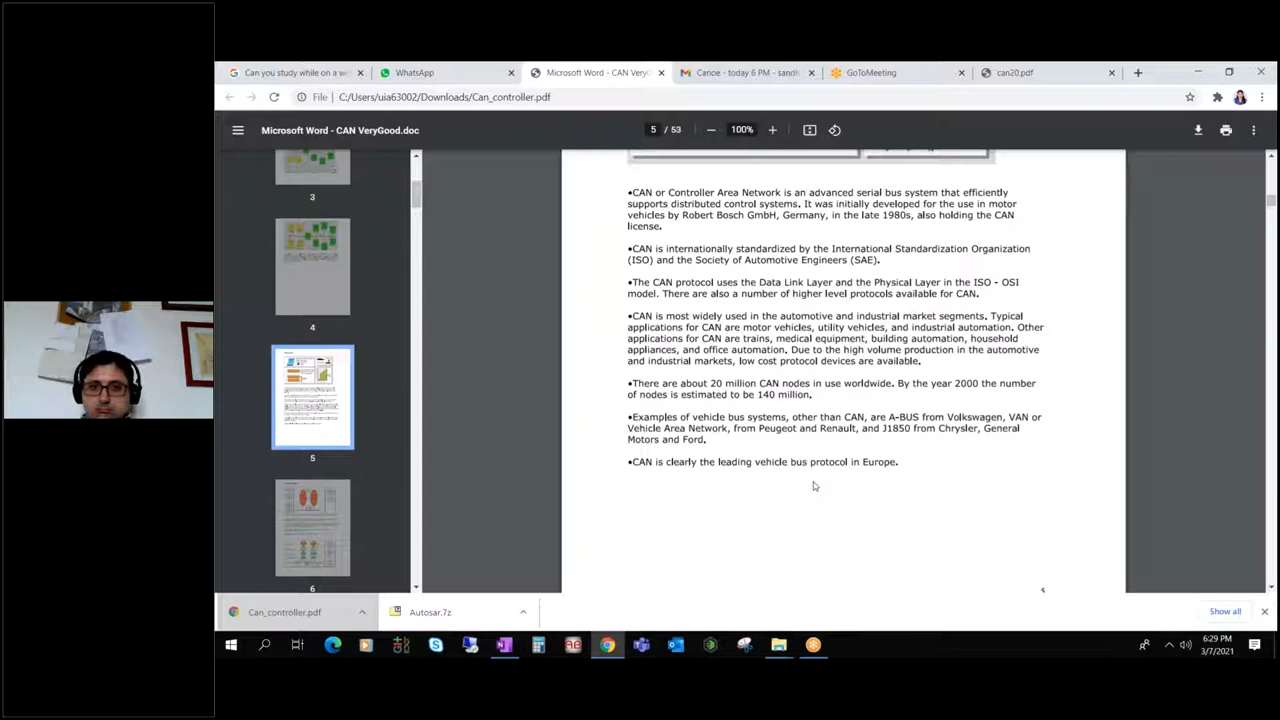 Can you study while on a w
WhatsApp
Microsoft Word - CAN VeryG
Canoe - today 6 PM - sandh
GoToMeeting
can20.pdf
File
C:/Users/uia63002/Downloads/Can_controller.pdf
Microsoft Word - CAN VeryGood.doc
5 / 53
100%
•CAN or Controller Area Network is an advanced serial bus system that efficiently
supports distributed control systems. It was initially developed for the use in motor
vehicles by Robert Bosch GmbH, Germany, in the late 1980s, also holding the CAN
license.
•CAN is internationally standardized by the International Standardization Organization
(ISO) and the Society of Automotive Engineers (SAE).
•The CAN protocol uses the Data Link Layer and the Physical Layer in the ISO - OSI
model. There are also a number of higher level protocols available for CAN.
•CAN is most widely used in the automotive and industrial market segments. Typical
applications for CAN are motor vehicles, utility vehicles, and industrial automation. Other
applications for CAN are trains, medical equipment, building automation, household
appliances, and office automation. Due to the high volume production in the automotive
and industrial markets, low cost protocol devices are available.
•There are about 20 million CAN nodes in use worldwide. By the year 2000 the number
of nodes is estimated to be 140 million.
•Examples of vehicle bus systems, other than CAN, are A-BUS from Volkswagen, VAN or
Vehicle Area Network, from Peugeot and Renault, and J1850 from Chrysler, General
Motors and Ford.
•CAN is clearly the leading vehicle bus protocol in Europe.
3
4
5
6
Can_controller.pdf
Autosar.7z
Show all
6:29 PM
3/7/2021